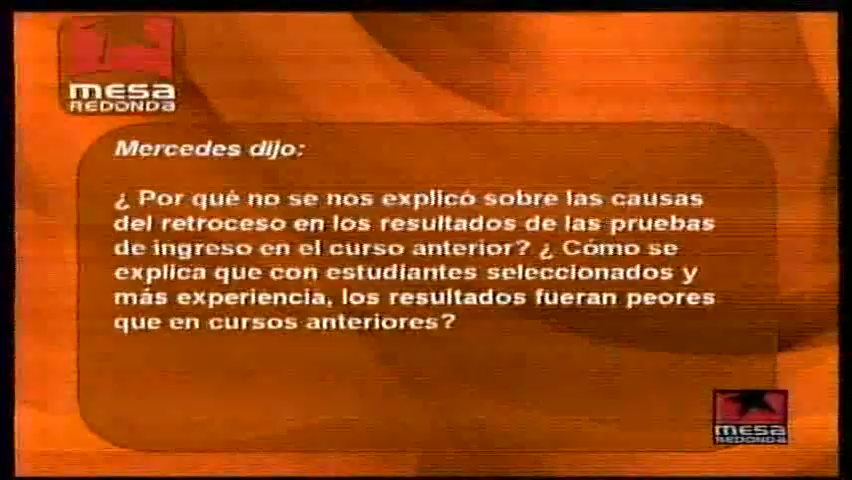 mesa
REDONDA
Mercedes dijo:
¿ Por qué no se nos explicó sobre las causas
del retroceso en los resultados de las pruebas
de ingreso en el curso anterior? ¿ Cómo se
explica que con estudiantes seleccionados y
más experiencia, los resultados fueran peores
que en cursos anteriores?
mesa
REDONDA